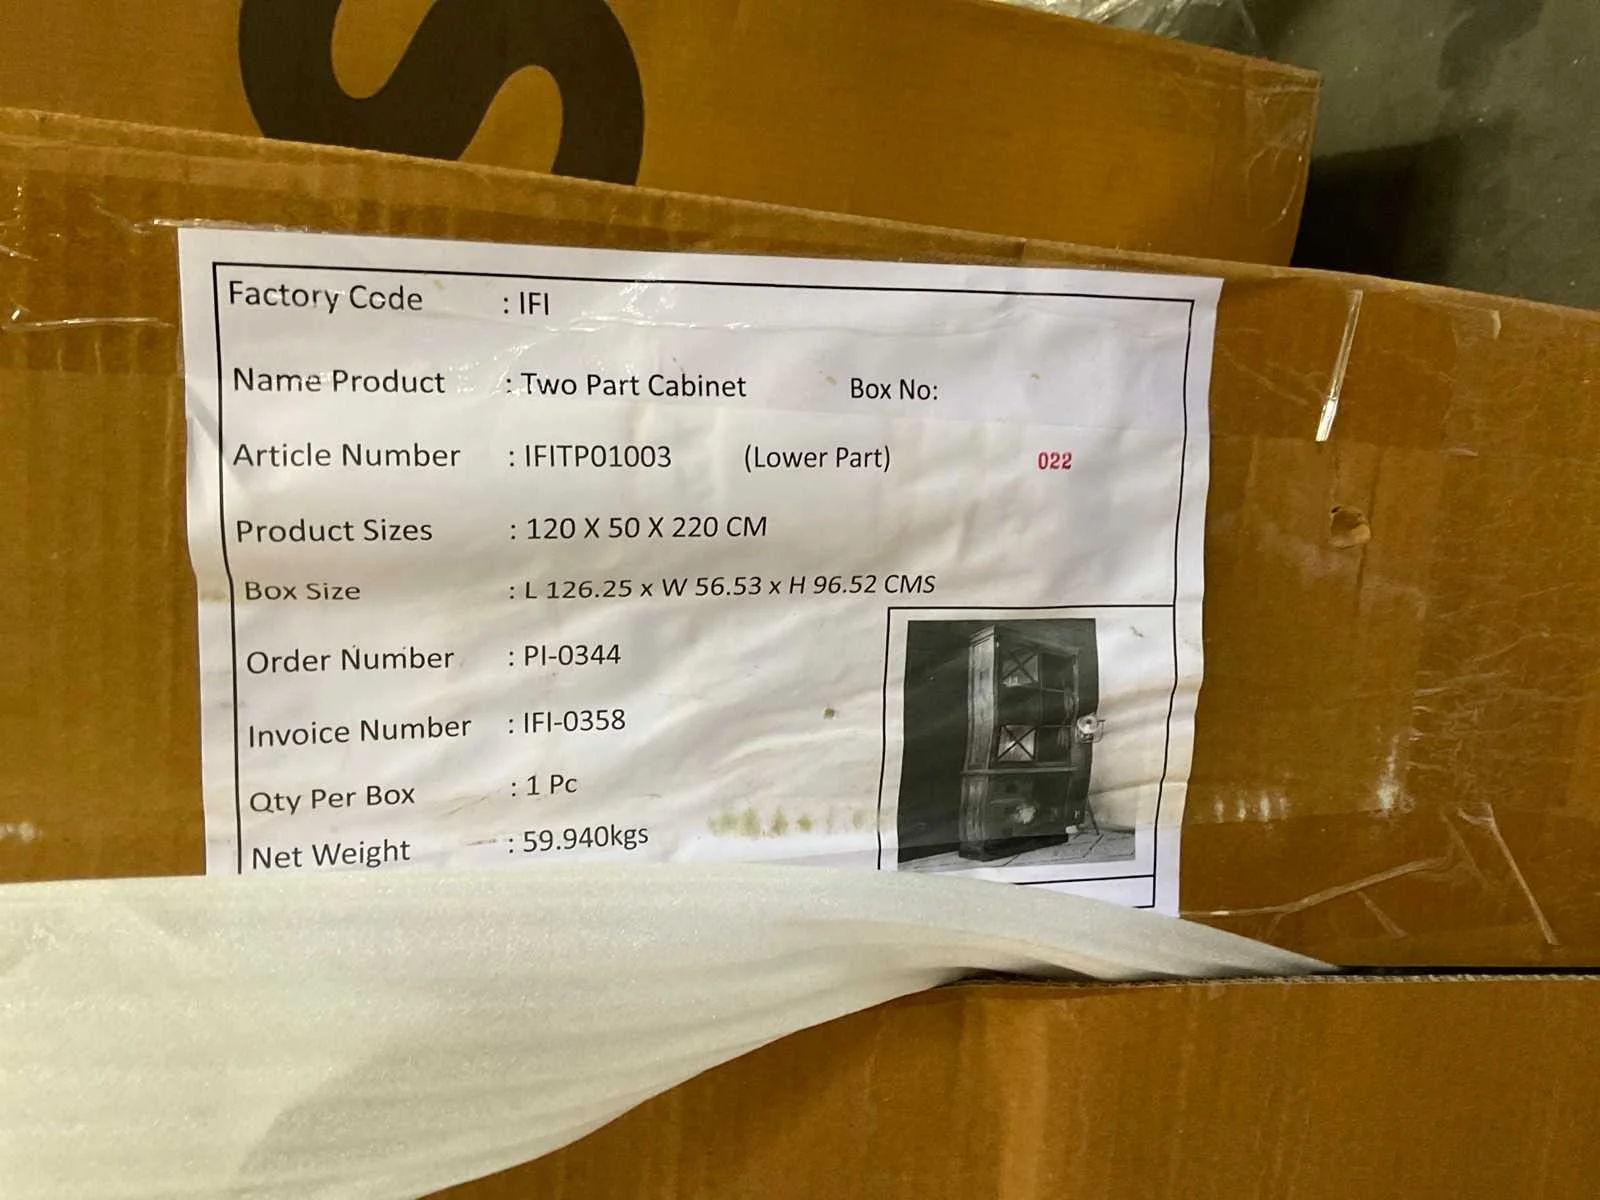 S
Factory Code : IFI
Name Product : Two Part Cabinet Box No:
Article Number : IFITP01003 (Lower Part) 022
Product Sizes : 120 X 50 X 220 CM
Box Size : L 126.25 x W 56.53 x H 96.52 CMS
Order Number : PI-0344
Invoice Number : IFI-0358
Qty Per Box : 1 Pc
Net Weight : 59.940kgs